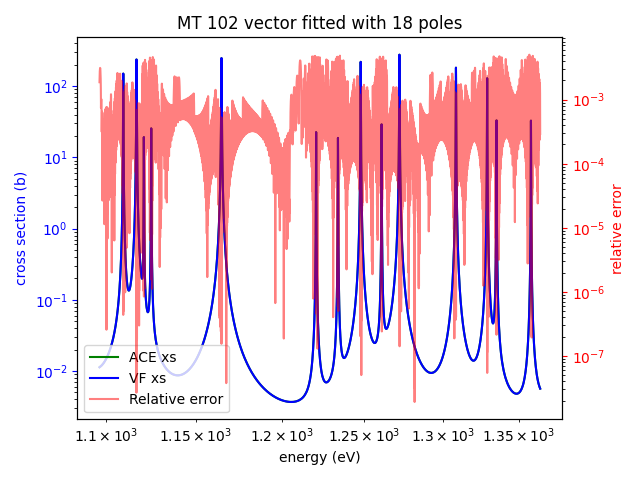 MT 102 vector fitted with 18 poles
cross section (b)
10² 10¹ 10⁰ 10⁻¹ 10⁻²
ACE xs
VF xs
Relative error
10⁻³ 10⁻⁴ 10⁻⁵ 10⁻⁶ 10⁻⁷
relative error
1.1 × 10³ 1.15 × 10³ 1.2 × 10³ 1.25 × 10³ 1.3 × 10³ 1.35 × 10³
energy (eV)